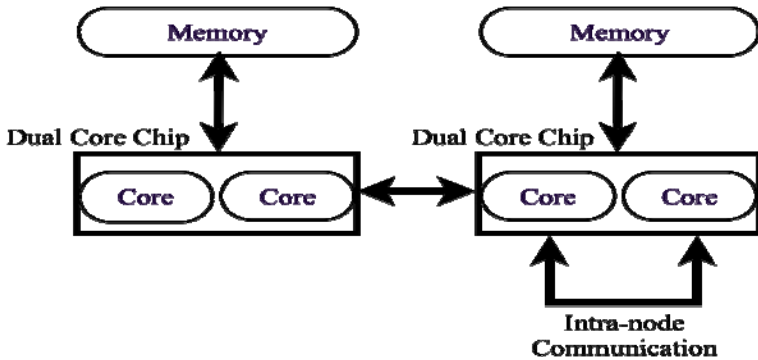 Memory
Memory
Dual Core Chip
Dual Core Chip
Core
Core
Core
Core
Intra-node
Communication